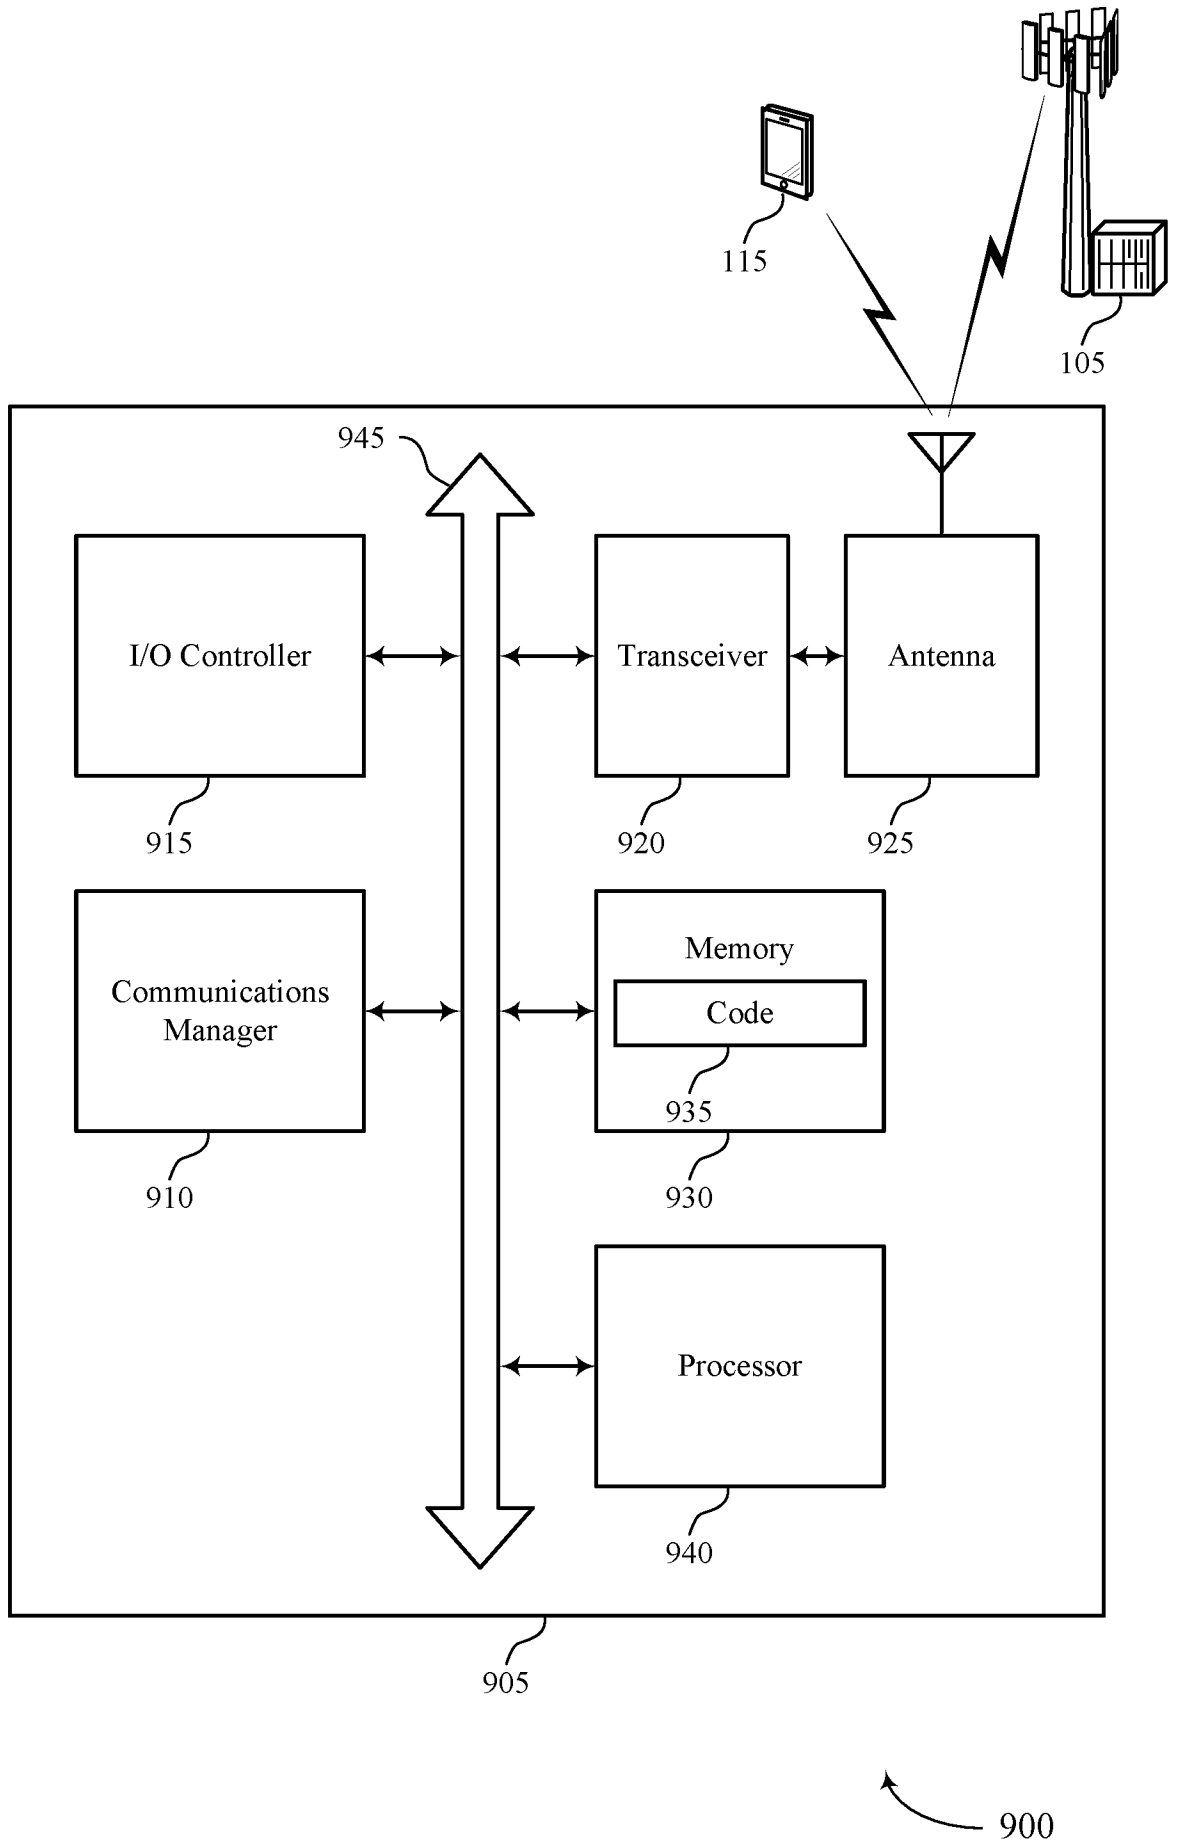 115
105
945
I/O Controller
Transceiver
Antenna
915
920
925
Communications
Manager
Memory
Code
935
910
930
Processor
940
905
900